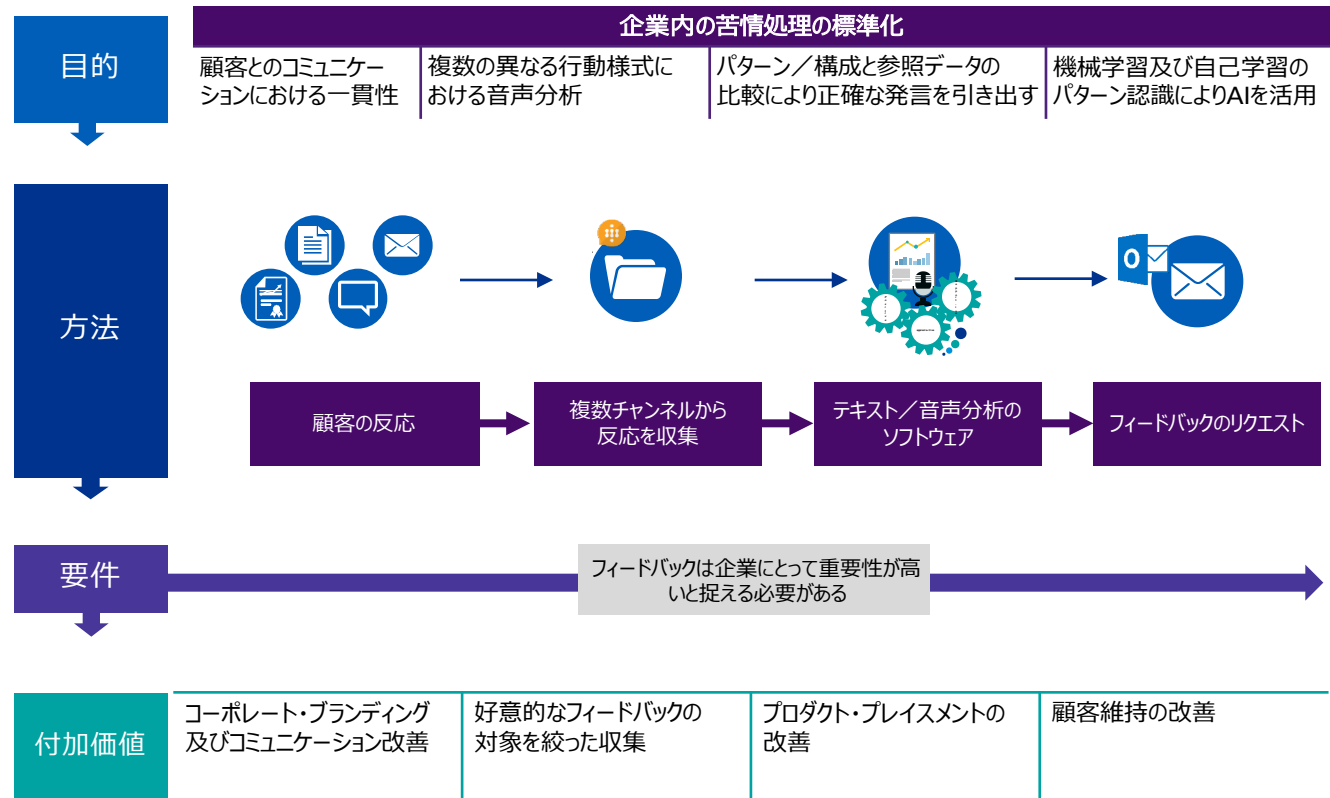 企業内の苦情処理の標準化
目的
顧客とのコミュニケー
ションにおける一貫性
複数の異なる行動様式に
おける音声分析
パターン／構成と参照データの
比較により正確な発言を引き出す
機械学習及び自己学習の
パターン認識によりAIを活用
方法
顧客の反応
複数チャンネルから
反応を収集
テキスト／音声分析の
ソフトウェア
フィードバックのリクエスト
要件
フィードバックは企業にとって重要性が高
いと捉える必要がある
付加価値
コーポレート・ブランディング
及びコミュニケーション改善
好意的なフィードバックの
対象を絞った収集
プロダクト・プレイスメントの
改善
顧客維持の改善